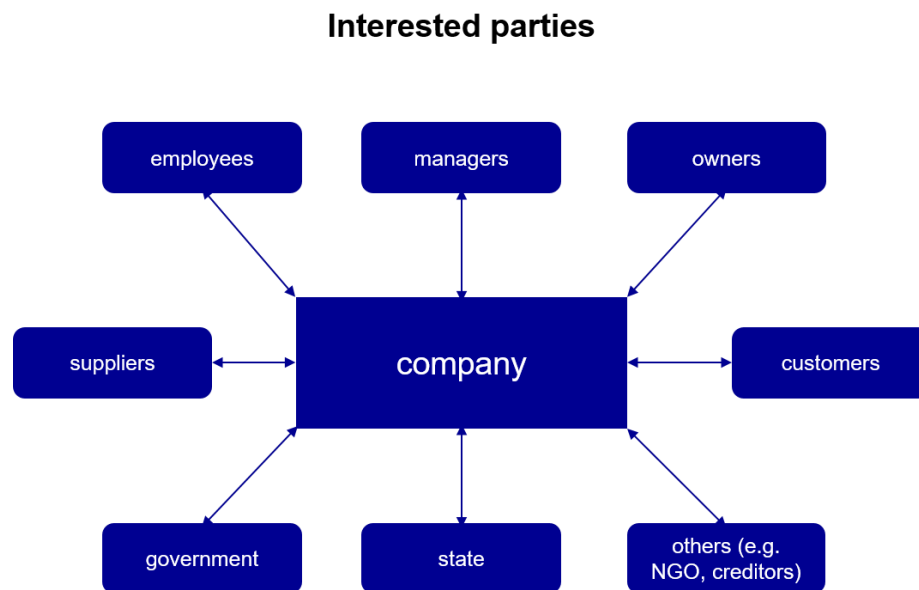 Interested parties
employees
managers
owners
suppliers
company
customers
government
state
others (e.g.
NGO, creditors)